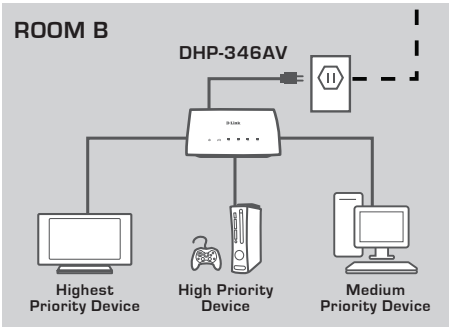 ROOM B
DHP-346AV
D-Link
Highest
Priority Device
High Priority
Device
Medium
Priority Device